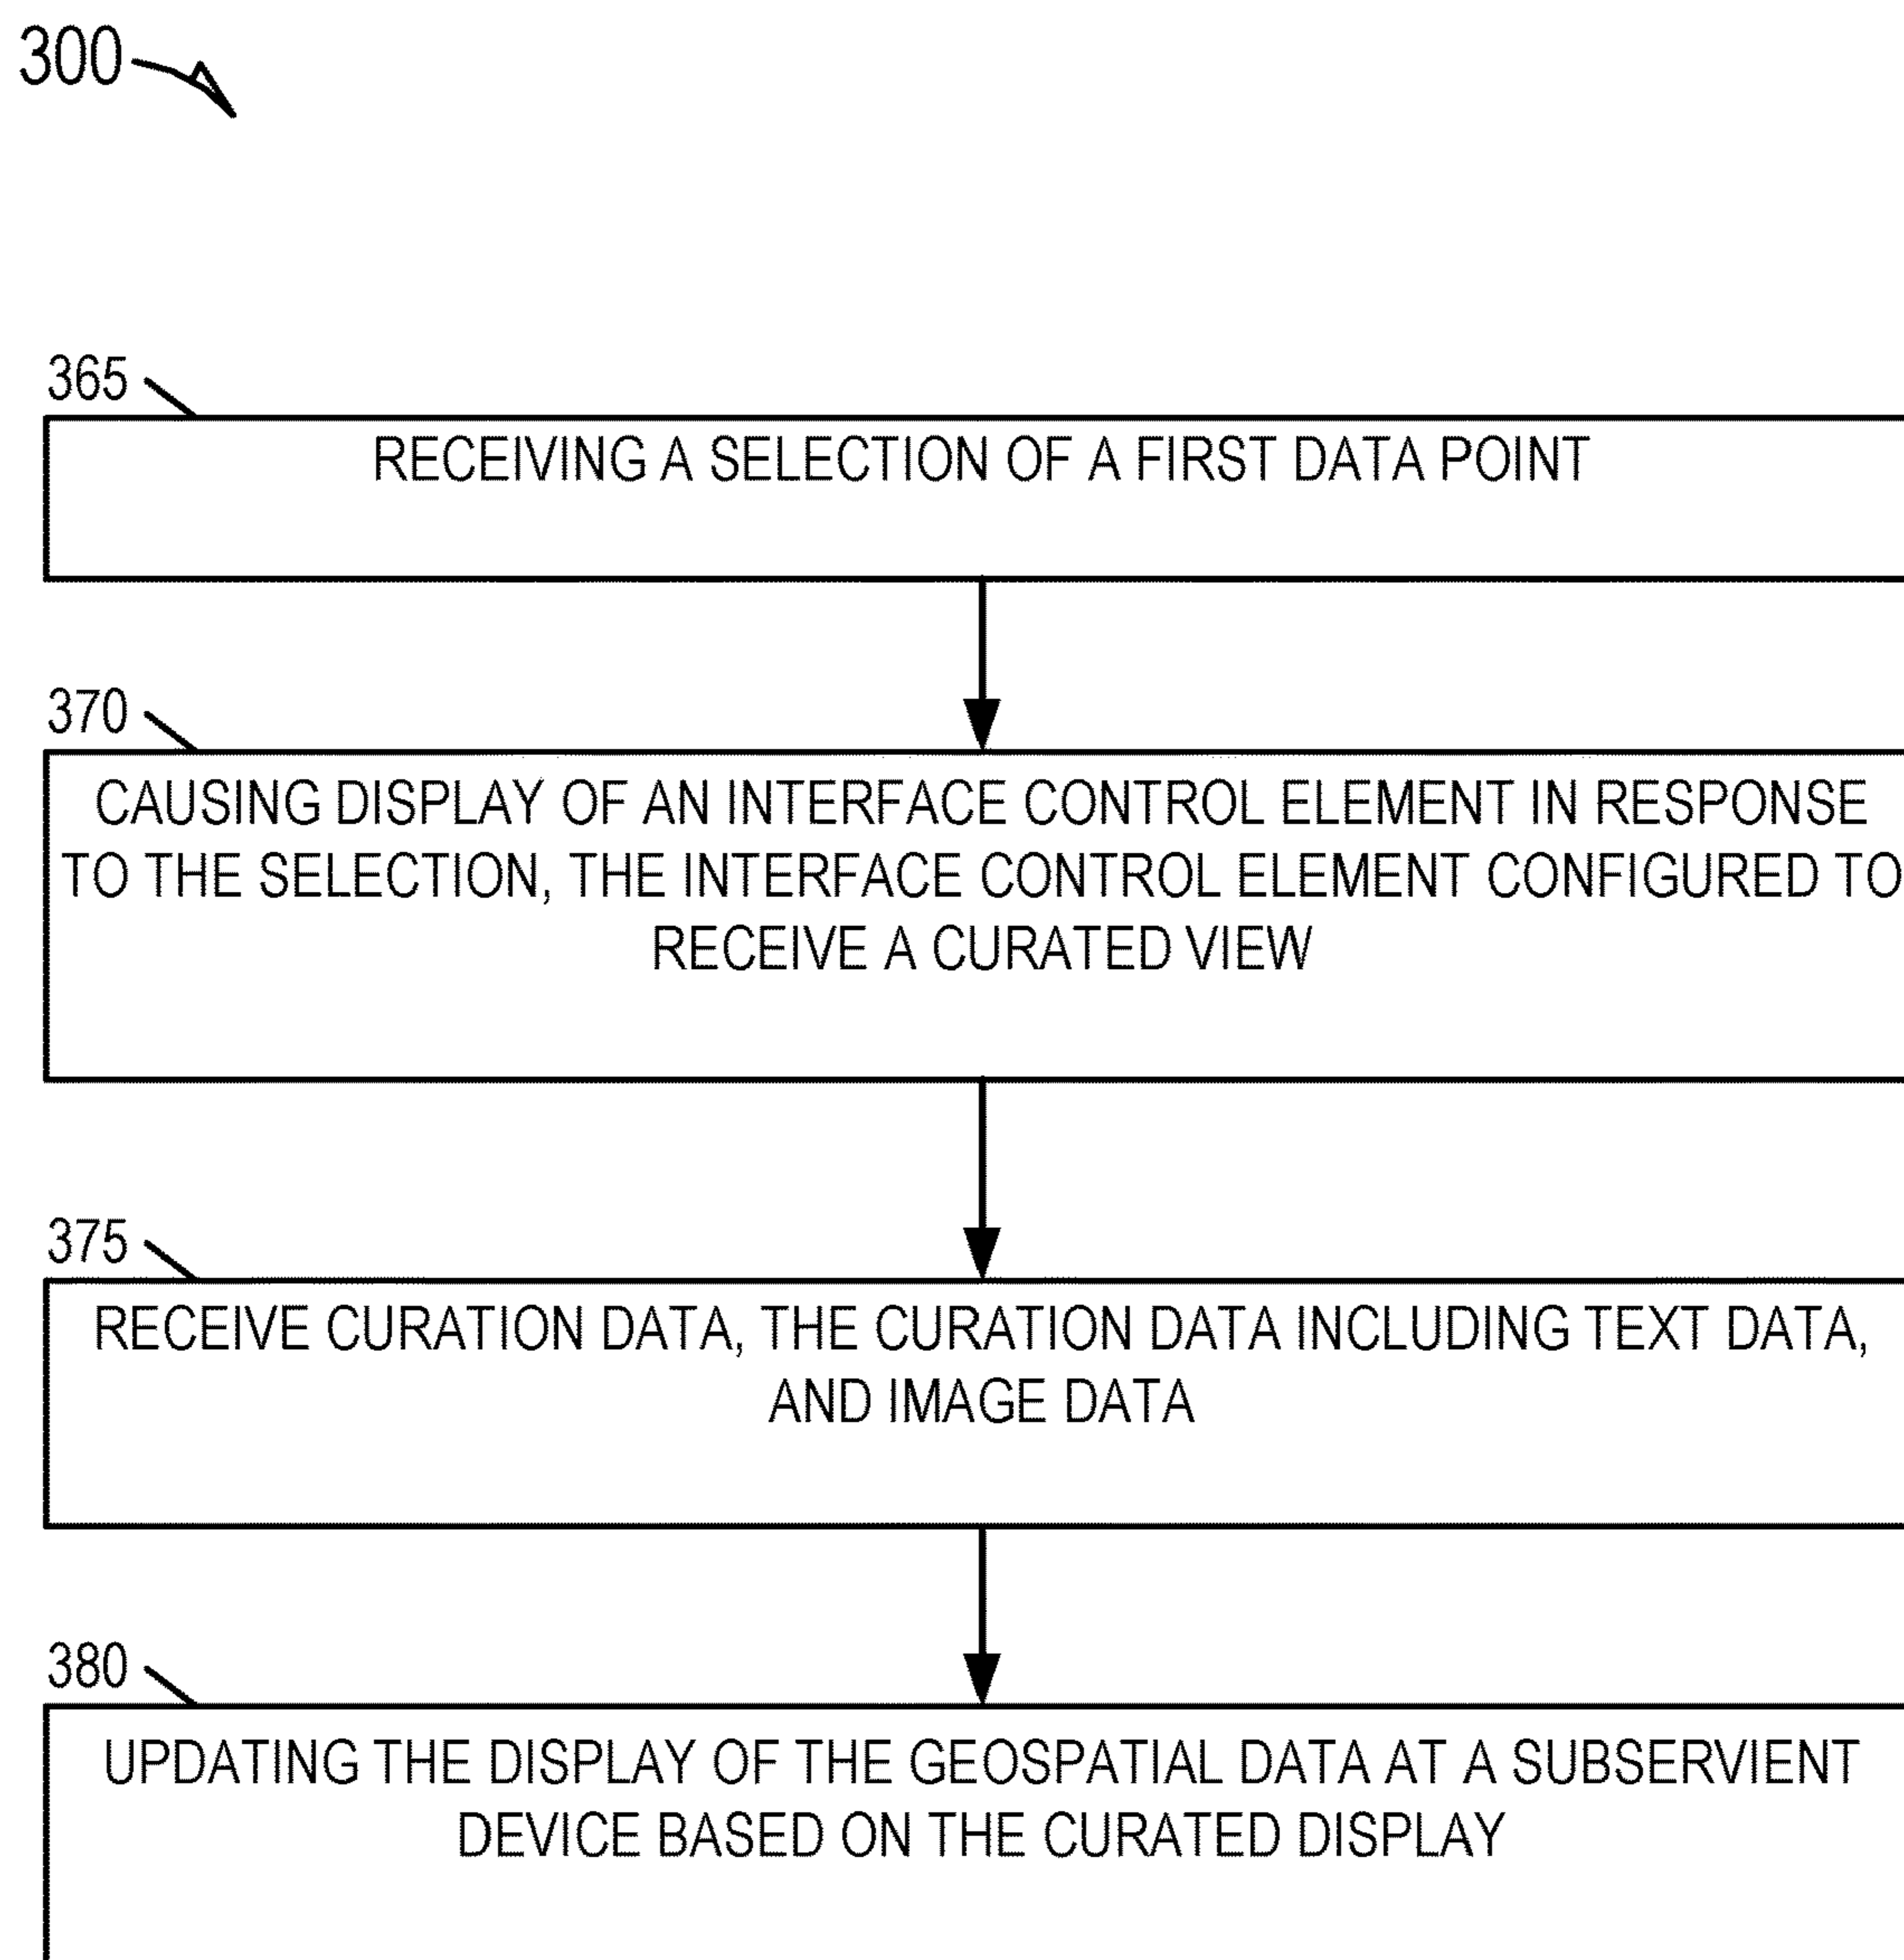 300
365
RECEIVING A SELECTION OF A FIRST DATA POINT
370
CAUSING DISPLAY OF AN INTERFACE CONTROL ELEMENT IN RESPONSE
TO THE SELECTION, THE INTERFACE CONTROL ELEMENT CONFIGURED TO
RECEIVE A CURATED VIEW
375
RECEIVE CURATION DATA, THE CURATION DATA INCLUDING TEXT DATA,
AND IMAGE DATA
380
UPDATING THE DISPLAY OF THE GEOSPATIAL DATA AT A SUBSERVIENT
DEVICE BASED ON THE CURATED DISPLAY